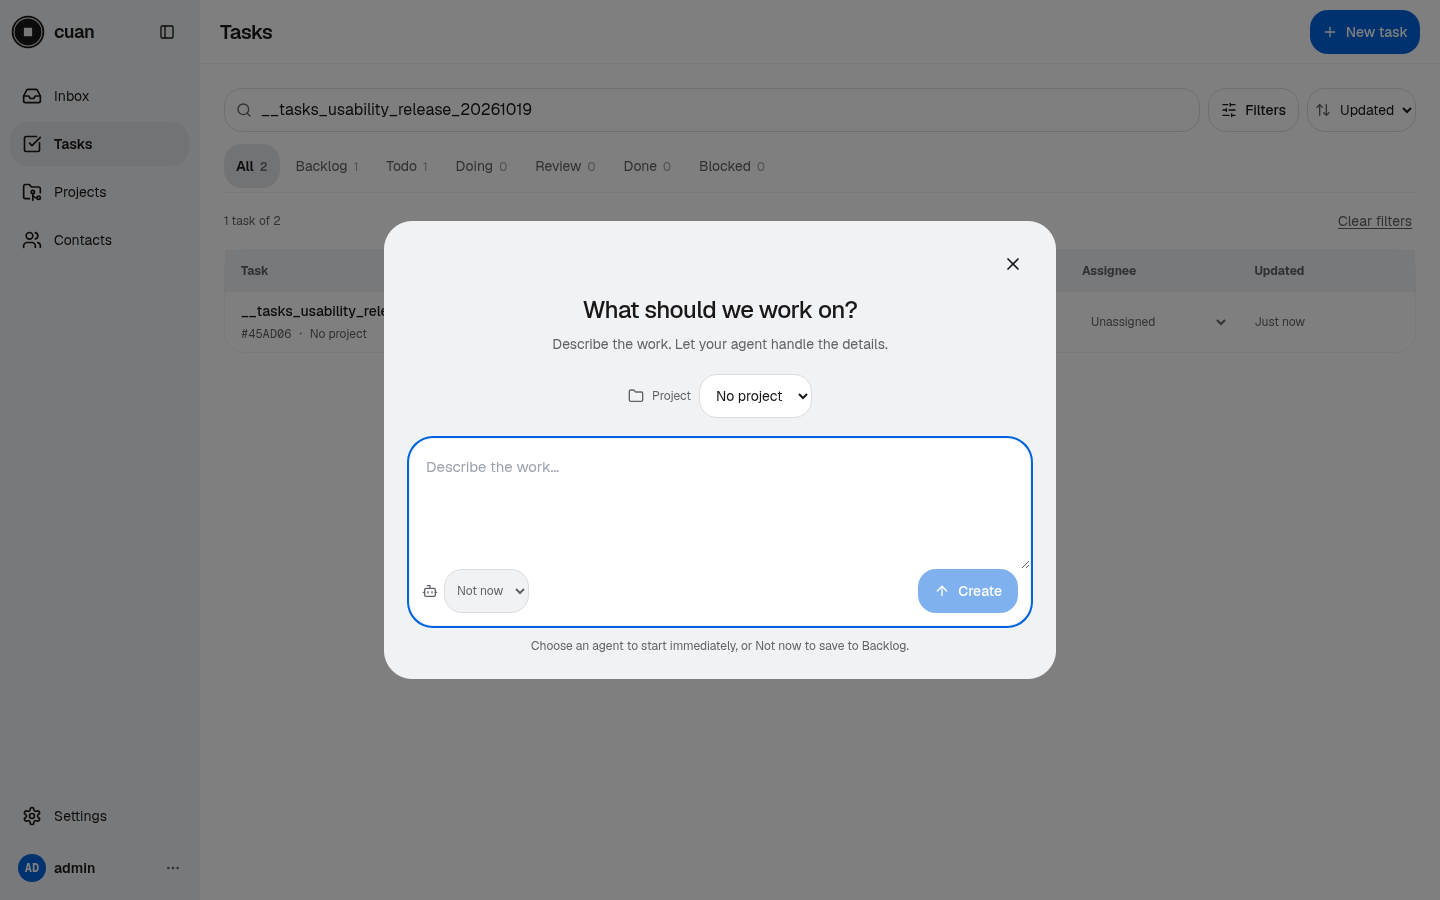 cuan
Tasks
New task
Inbox
Tasks
Projects
Contacts
__tasks_usability_release_20261019
Filters
Updated
All 2
Backlog 1
Todo 1
Doing 0
Review 0
Done 0
Blocked 0
1 task of 2
Clear filters
Task
Assignee
Updated
__tasks_usability_rele
#45AD06 · No project
Unassigned
Just now
What should we work on?
Describe the work. Let your agent handle the details.
Project
No project
Describe the work...
Not now
Create
Choose an agent to start immediately, or Not now to save to Backlog.
Settings
AD
admin